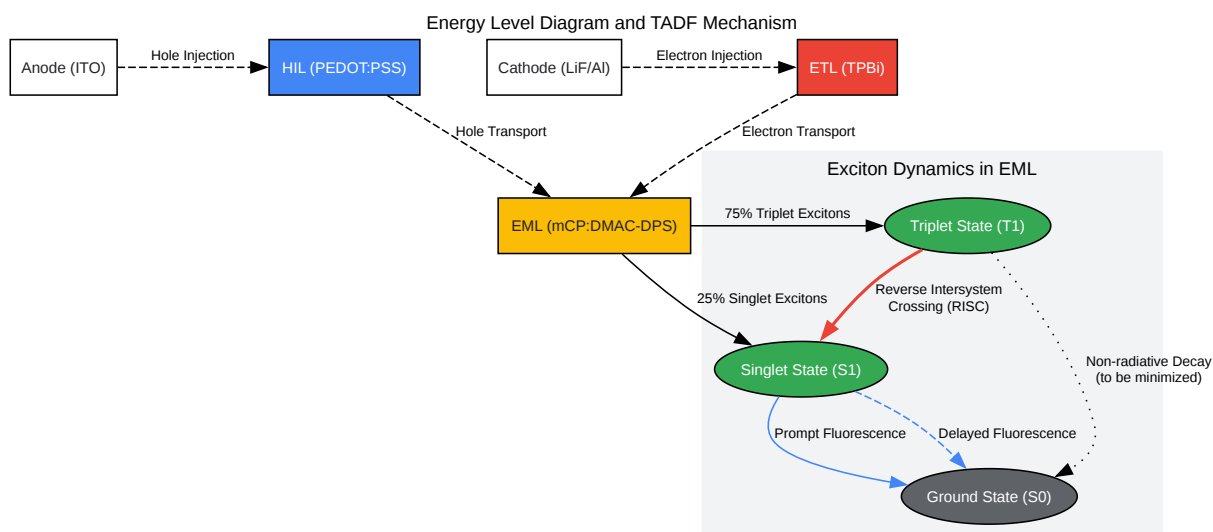 Energy Level Diagram and TADF Mechanism
Anode (ITO)
Hole Injection
HIL (PEDOT:PSS)
Cathode (LiF/Al)
Electron Injection
ETL (TPBi)
Hole Transport
Electron Transport
Exciton Dynamics in EML
EML (mCP:DMAC-DPS)
75% Triplet Excitons
Triplet State (T1)
25% Singlet Excitons
Reverse Intersystem
Crossing (RISC)
Singlet State (S1)
Non-radiative Decay
(to be minimized)
Prompt Fluorescence
Delayed Fluorescence
Ground State (S0)